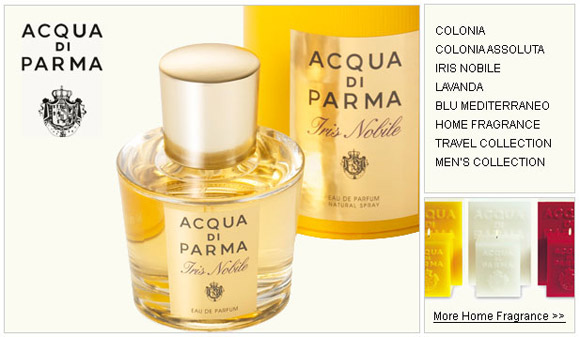 ACQUA
DI
PARMA
ACQUA
DI
PARMA
Iris Nobile
EAU DE PARFUM
NATURAL SPRAY
ACQUA
DI
PARMA
Iris Nobile
EAU DE PARFUM
COLONIA
COLONIA ASSOLUTA
IRIS NOBILE
LAVANDA
BLU MEDITERRANEO
HOME FRAGRANCE
TRAVEL COLLECTION
MEN'S COLLECTION
ACQUA
PARMA
More Home Fragrance >>